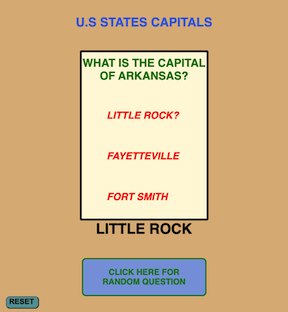 U.S STATES CAPITALS
WHAT IS THE CAPITAL
OF ARKANSAS?
LITTLE ROCK?
FAYETTEVILLE
FORT SMITH
LITTLE ROCK
CLICK HERE FOR
RANDOM QUESTION
RESET